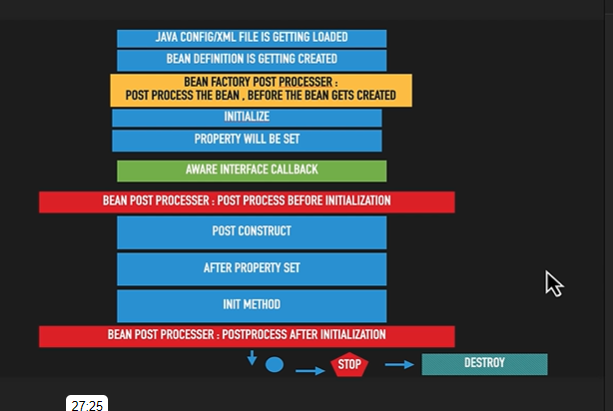 JAVA CONFIG/XML FILE IS GETTING LOADED
BEAN DEFINITION IS GETTING CREATED
BEAN FACTORY POST PROCESSER :
POST PROCESS THE BEAN , BEFORE THE BEAN GETS CREATED
INITIALIZE
PROPERTY WILL BE SET
AWARE INTERFACE CALLBACK
BEAN POST PROCESSER : POST PROCESS BEFORE INITIALIZATION
POST CONSTRUCT
AFTER PROPERTY SET
INIT METHOD
BEAN POST PROCESSER : POSTPROCESS AFTER INITIALIZATION
STOP
DESTROY
27:25